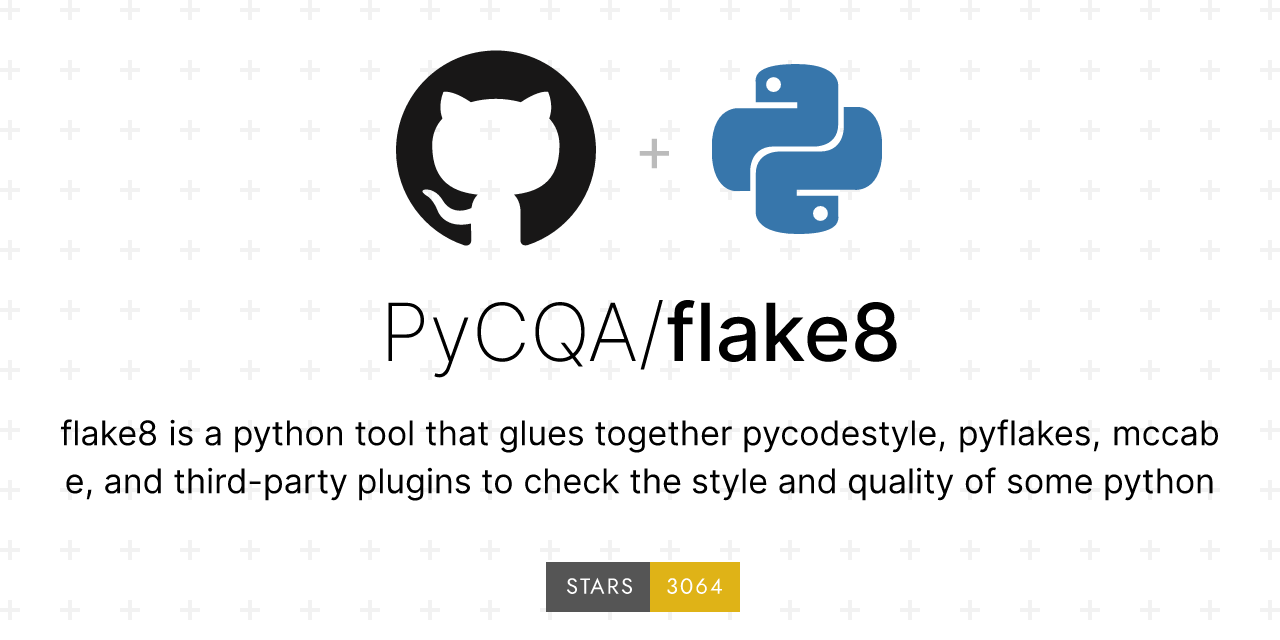 PyCQA/flake8
flake8 is a python tool that glues together pycodestyle, pyflakes, mccab
e, and third-party plugins to check the style and quality of some python
STARS 3064